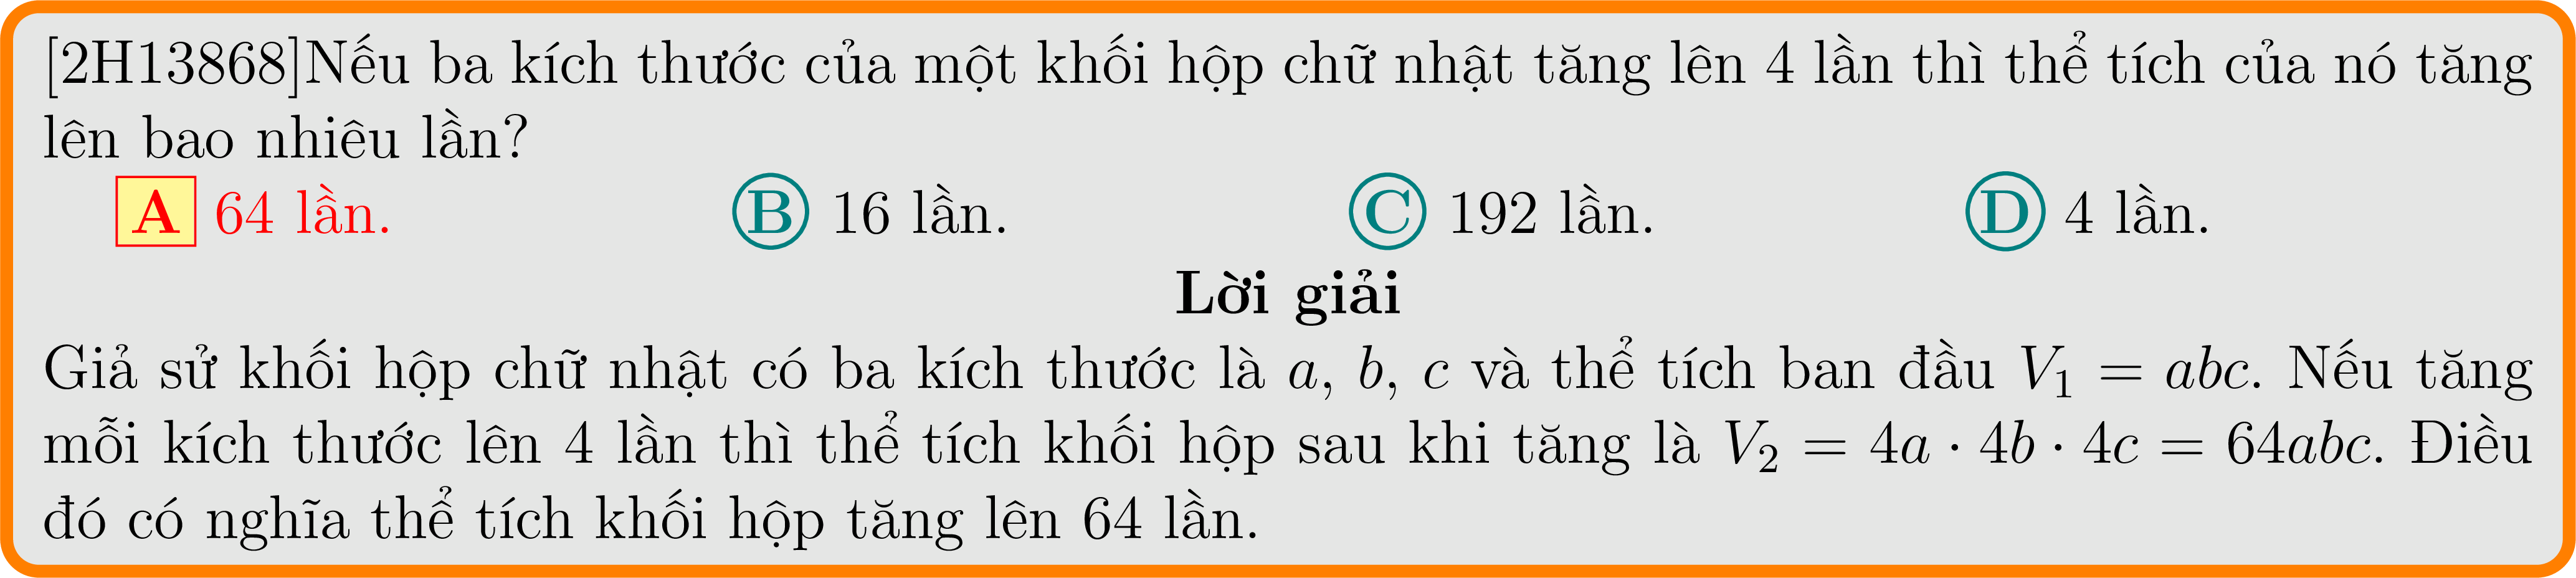 [2H13868]Nếu ba kích thước của một khối hộp chữ nhật tăng lên 4 lần thì thể tích của nó tăng
lên bao nhiêu lần?
A 64 lần. B 16 lần. C 192 lần. D 4 lần.
Lời giải
Giả sử khối hộp chữ nhật có ba kích thước là a, b, c và thể tích ban đầu V₁ = abc. Nếu tăng
mỗi kích thước lên 4 lần thì thể tích khối hộp sau khi tăng là V₂ = 4a · 4b · 4c = 64abc. Điều
đó có nghĩa thể tích khối hộp tăng lên 64 lần.